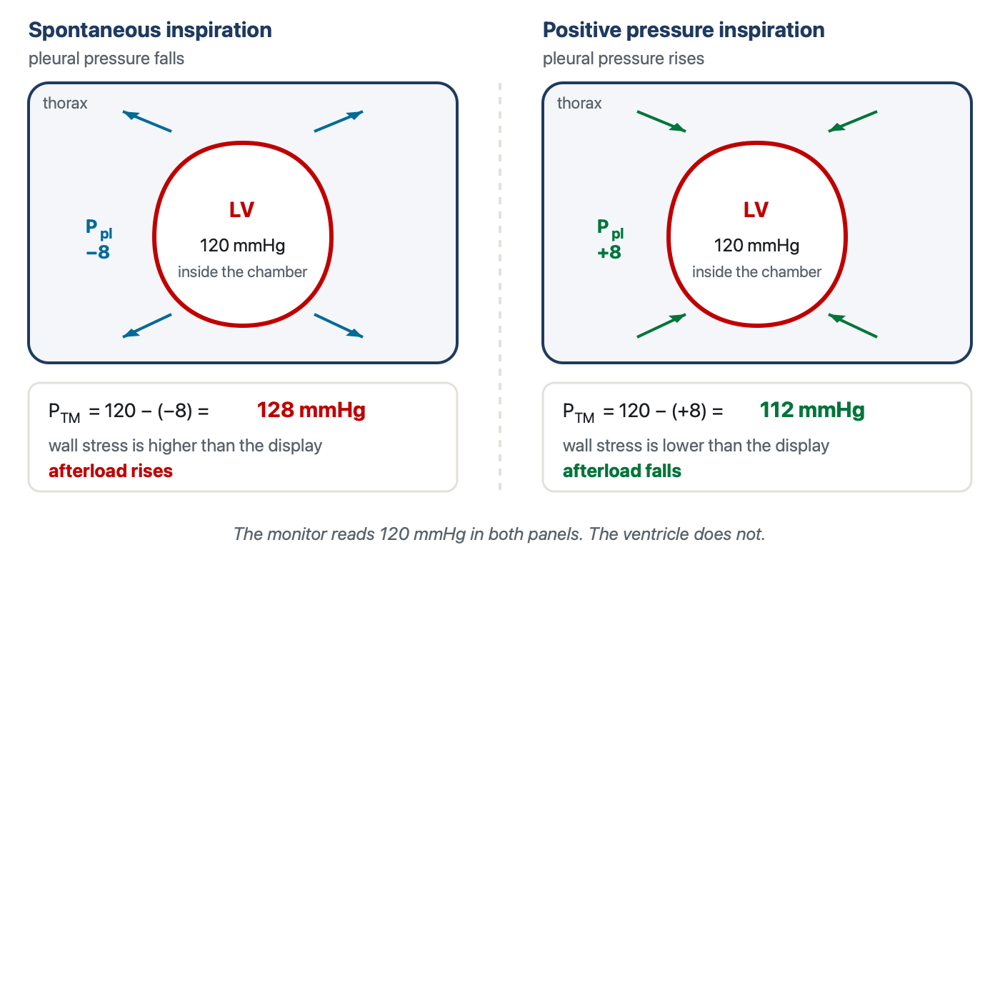 Spontaneous inspiration
pleural pressure falls
thorax
P pl
−8
LV
120 mmHg
inside the chamber
PTM = 120 − (−8) = 128 mmHg
wall stress is higher than the display
afterload rises
Positive pressure inspiration
pleural pressure rises
thorax
P pl
+8
LV
120 mmHg
inside the chamber
PTM = 120 − (+8) = 112 mmHg
wall stress is lower than the display
afterload falls
The monitor reads 120 mmHg in both panels. The ventricle does not.